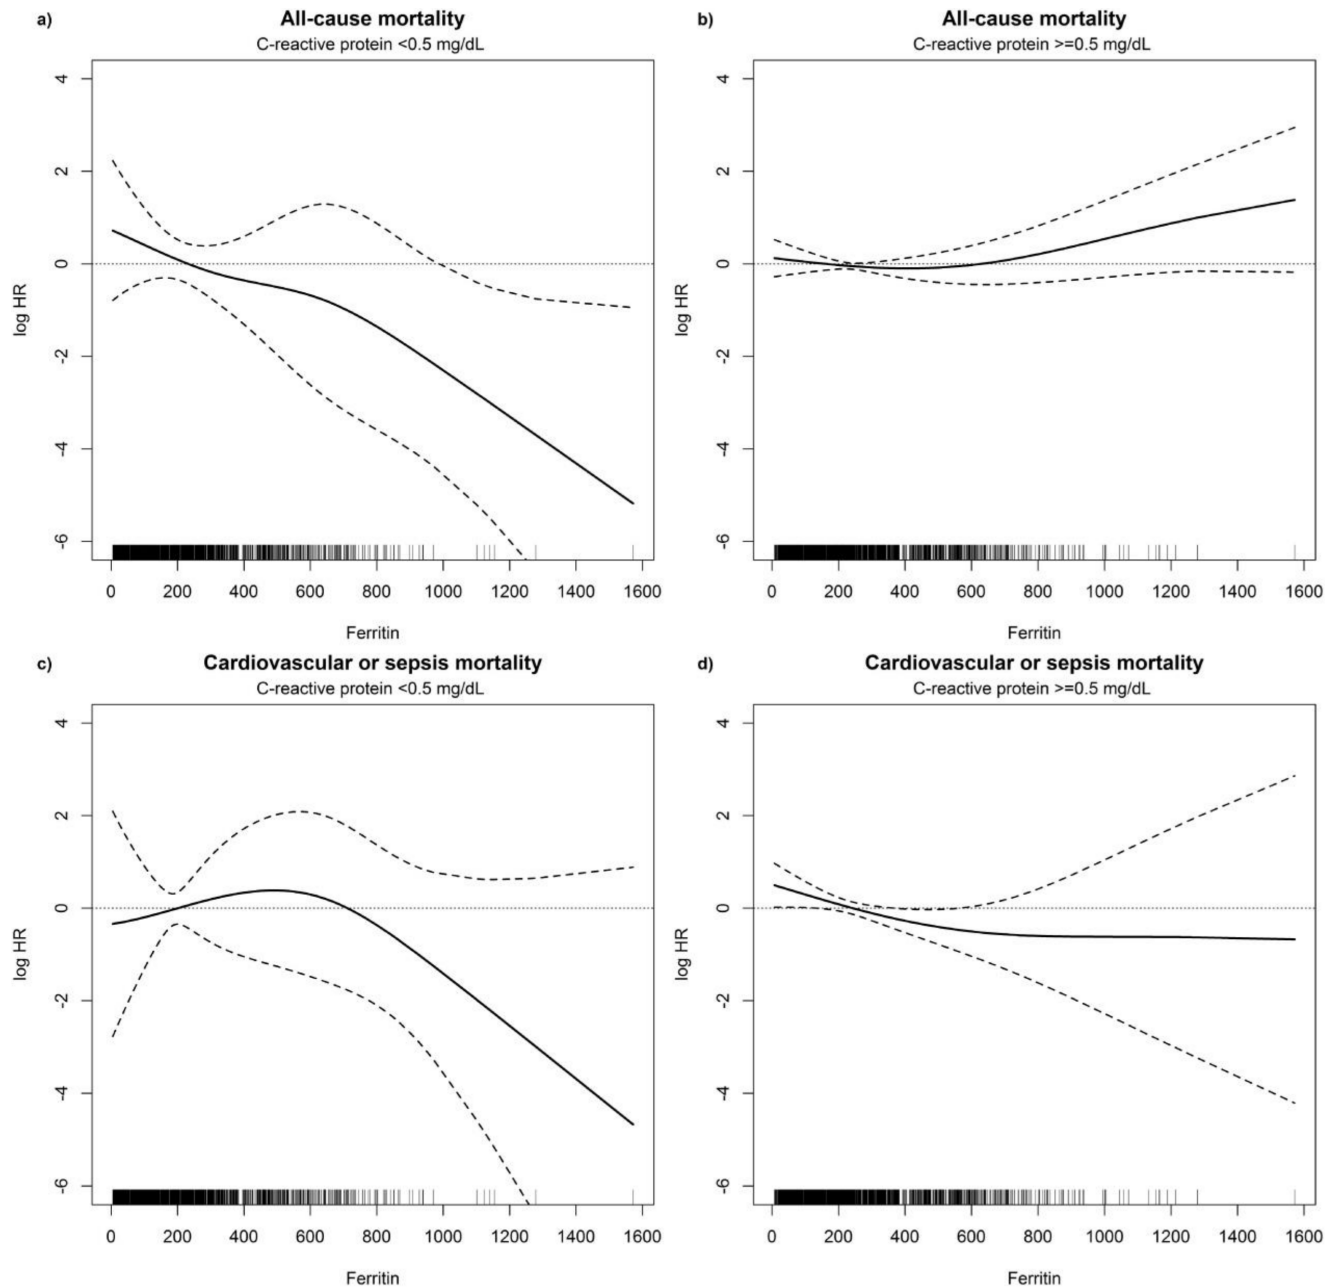 a) All-cause mortality
C-reactive protein <0.5 mg/dL
4
2
0
-2
-4
-6
log HR
0 200 400 600 800 1000 1200 1400 1600
Ferritin
b) All-cause mortality
C-reactive protein >=0.5 mg/dL
4
2
0
-2
-4
-6
log HR
0 200 400 600 800 1000 1200 1400 1600
Ferritin
c) Cardiovascular or sepsis mortality
C-reactive protein <0.5 mg/dL
4
2
0
-2
-4
-6
log HR
0 200 400 600 800 1000 1200 1400 1600
Ferritin
d) Cardiovascular or sepsis mortality
C-reactive protein >=0.5 mg/dL
4
2
0
-2
-4
-6
log HR
0 200 400 600 800 1000 1200 1400 1600
Ferritin